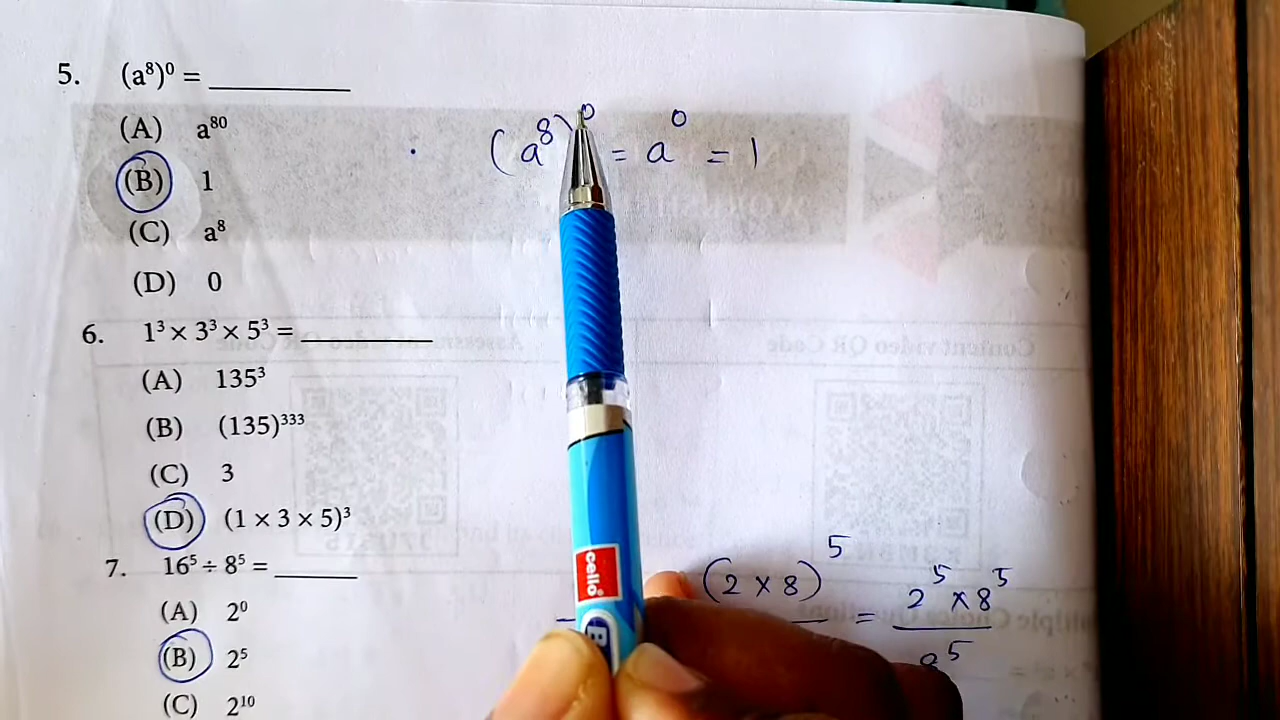 5. (a⁸)⁰ = ________
(A) a⁸⁰
(a⁸)⁰ = a⁰ = 1
(B) 1
(C) a⁸
(D) 0
6. 1³ × 3³ × 5³ = ________
(A) 135³
(B) (135)³³³
(C) 3
(D) (1 × 3 × 5)³
7. 16⁵ ÷ 8⁵ = ________
(2 × 8)⁵ = 2⁵ × 8⁵
(A) 2⁰
(B) 2⁵
(C) 2¹⁰
cello